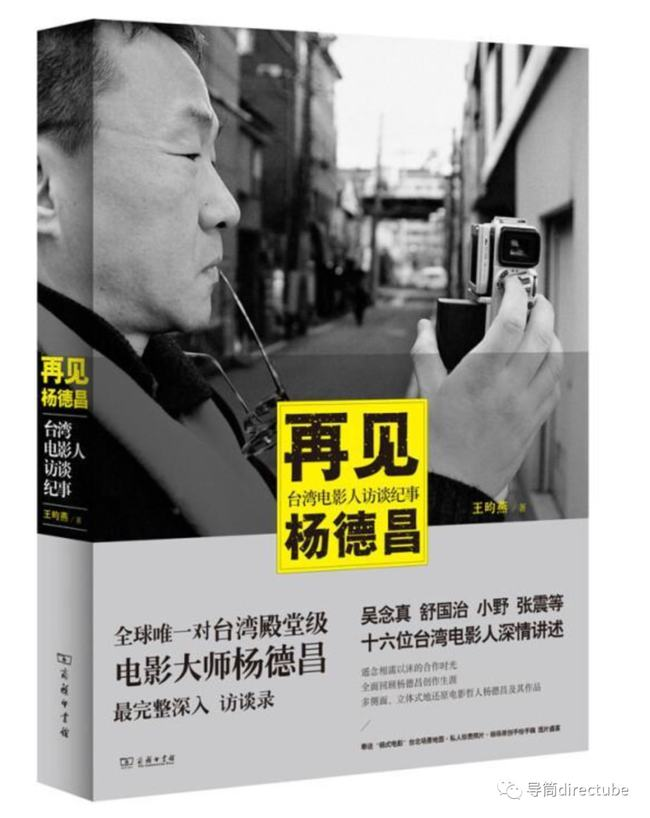 再见
杨德昌
台湾
电影人
访谈
纪事
王昀燕 / 著
商务印书馆
再见
台湾电影人访谈纪事
杨德昌
王昀燕 / 著
全球唯一对台湾殿堂级
电影大师杨德昌
最完整深入 访谈录
商务印书馆
吴念真 舒国治 小野 张震等
十六位台湾电影人深情讲述
遥念相濡以沫的合作时光
全面回顾杨德昌创作生涯
多侧面、立体式地还原电影哲人杨德昌及其作品
导筒directube